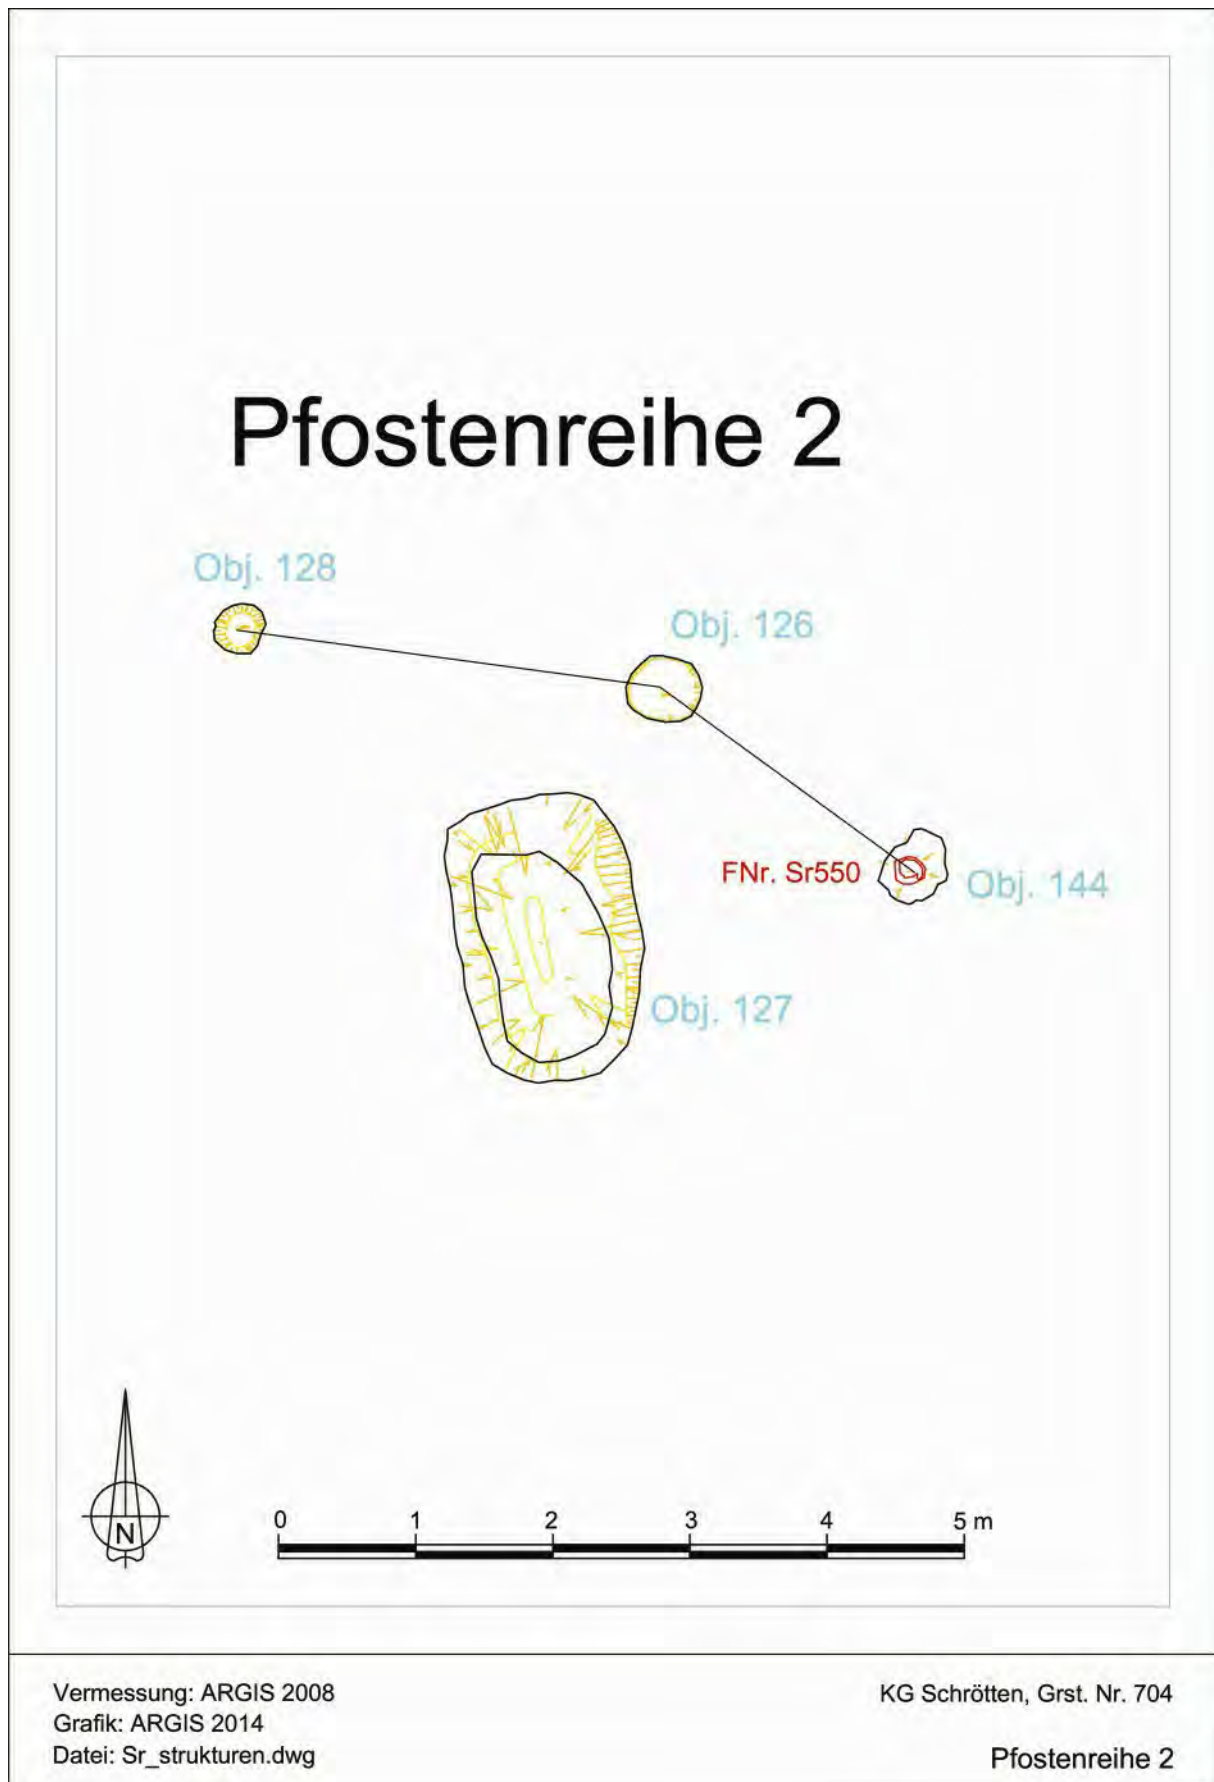 Pfostenreihe 2
Obj. 128
Obj. 126
FNr. Sr550
Obj. 144
Obj. 127
N
0 1 2 3 4 5 m
Vermessung: ARGIS 2008
Grafik: ARGIS 2014
Datei: Sr_strukturen.dwg
KG Schrötten, Grst. Nr. 704
Pfostenreihe 2